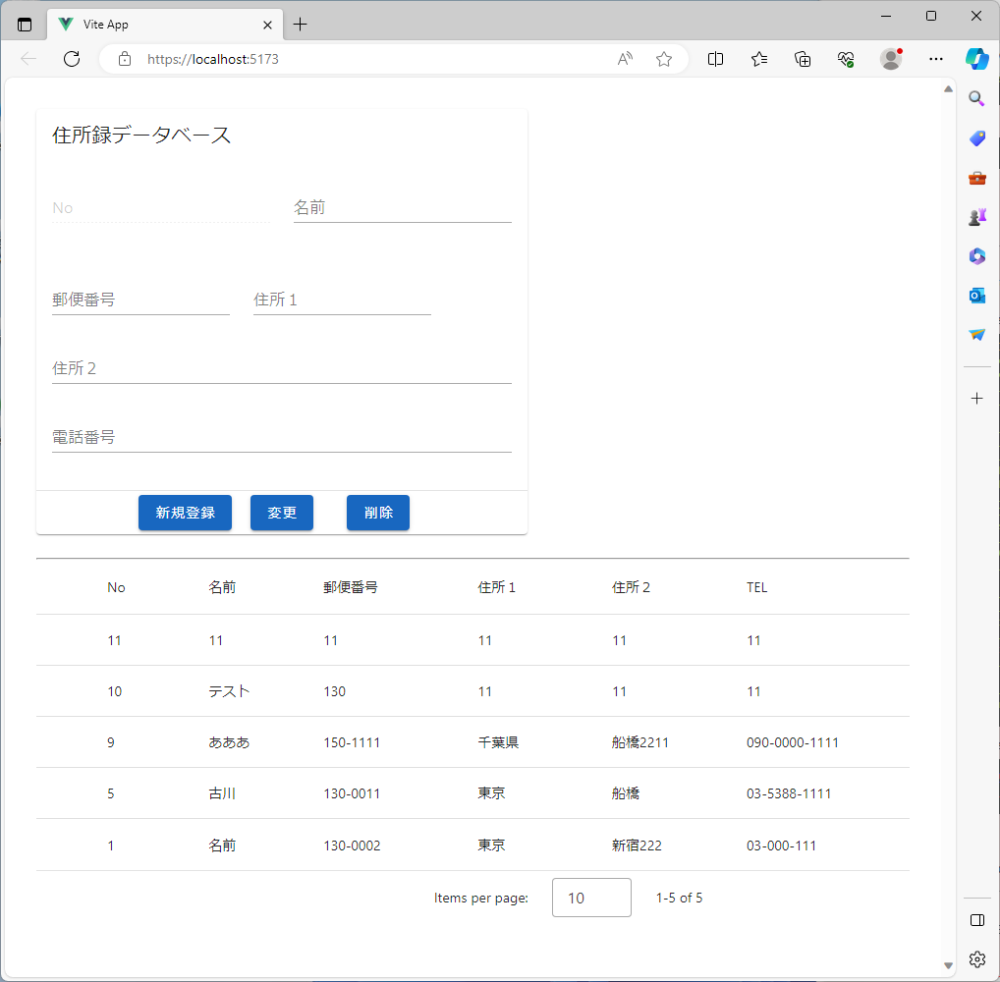 Vite App
https://localhost:5173
住所録データベース
No 名前
郵便番号 住所１
住所２
電話番号
新規登録 変更 削除
No 名前 郵便番号 住所１ 住所２ TEL
11 11 11 11 11 11
10 テスト 130 11 11 11
9 あああ 150-1111 千葉県 船橋2211 090-0000-1111
5 古川 130-0011 東京 船橋 03-5388-1111
1 名前 130-0002 東京 新宿222 03-000-111
Items per page: 10 1-5 of 5